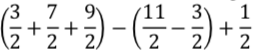 (3/2 + 7/2 + 9/2) − (11/2 − 3/2) + 1/2